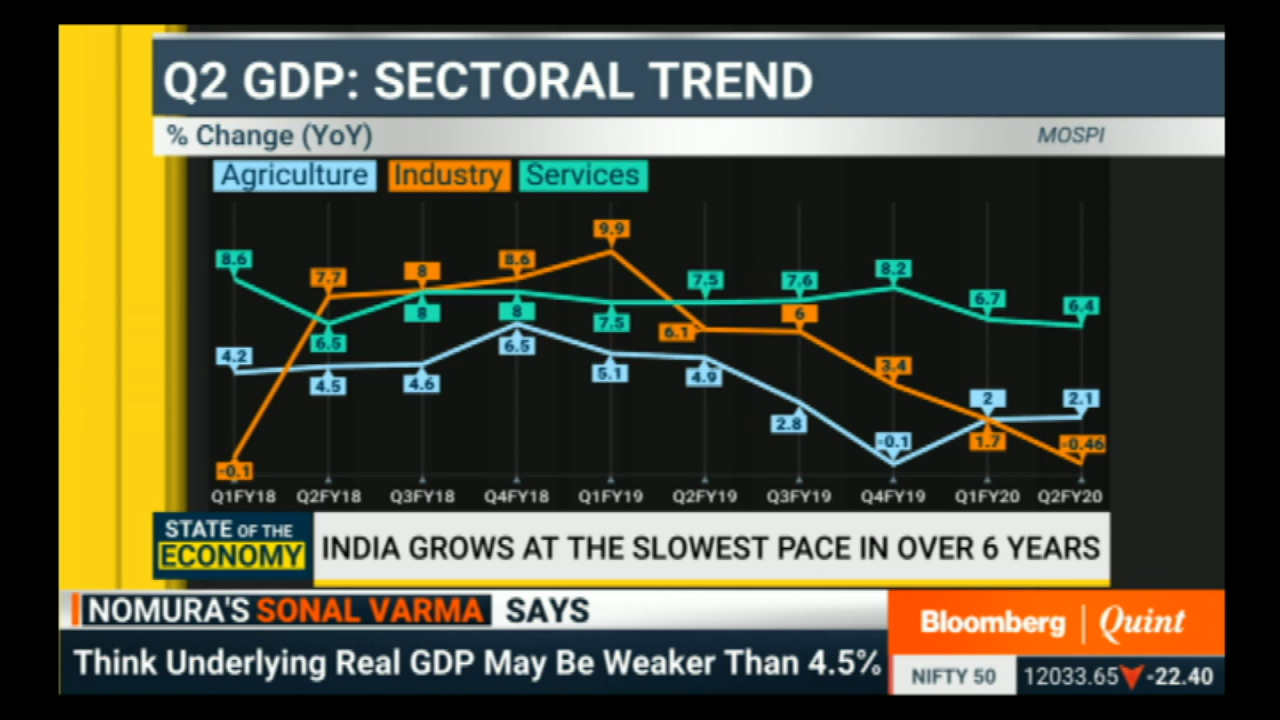 Q2 GDP: SECTORAL TREND
% Change (YoY) MOSPI
Agriculture Industry Services
9.9
8.6 8.6
7.7 8 7.5 7.6 8.2
8 8 7.5 6.1 6 6.7 6.4
6.5
4.2 6.5 3.4
4.5 4.6 5.1 4.9
2.8 2 2.1
-0.1 1.7 -0.46
-0.1
Q1FY18 Q2FY18 Q3FY18 Q4FY18 Q1FY19 Q2FY19 Q3FY19 Q4FY19 Q1FY20 Q2FY20
STATE OF THE
ECONOMY
INDIA GROWS AT THE SLOWEST PACE IN OVER 6 YEARS
NOMURA'S SONAL VARMA SAYS
Think Underlying Real GDP May Be Weaker Than 4.5%
Bloomberg | Quint
NIFTY 50 12033.65 -22.40